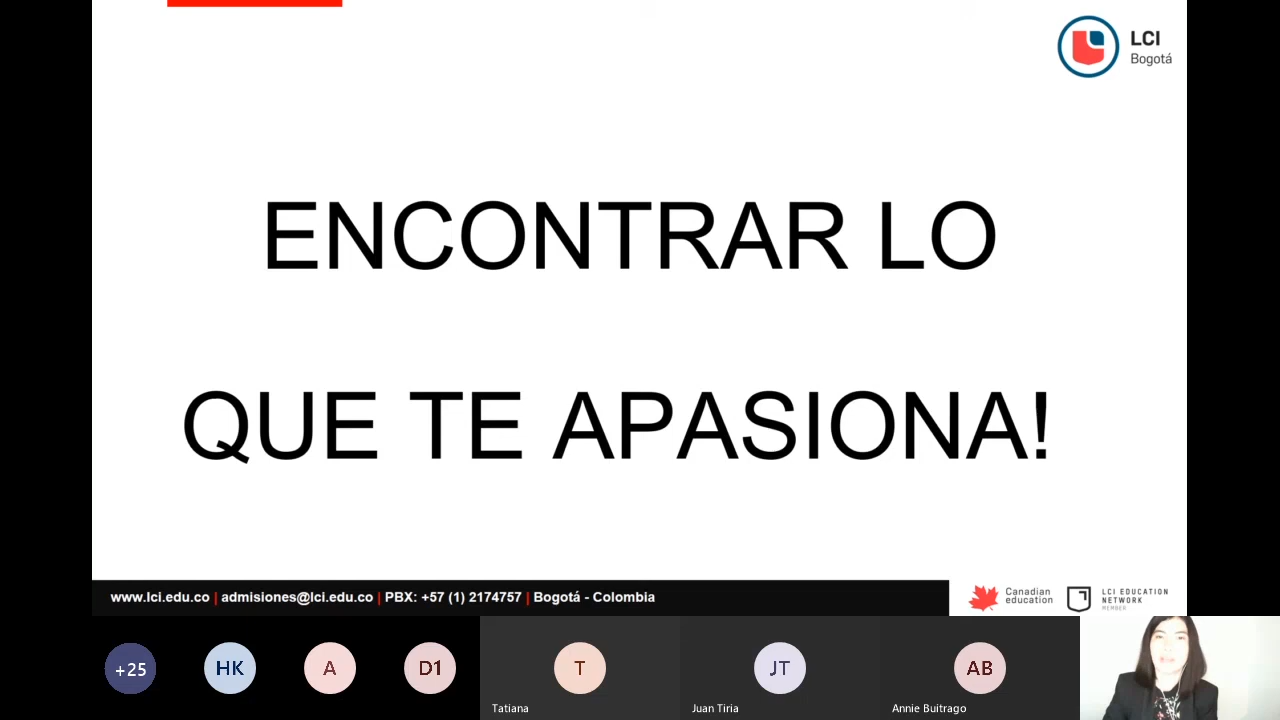 LCI
Bogotá
ENCONTRAR LO
QUE TE APASIONA!
www.lci.edu.co | admisiones@lci.edu.co | PBX: +57 (1) 2174757 | Bogotá - Colombia
Canadian
education
LCI EDUCATION
NETWORK
MEMBER
+25
HK
A
D1
T
JT
AB
Tatiana
Juan Tiria
Annie Buitrago